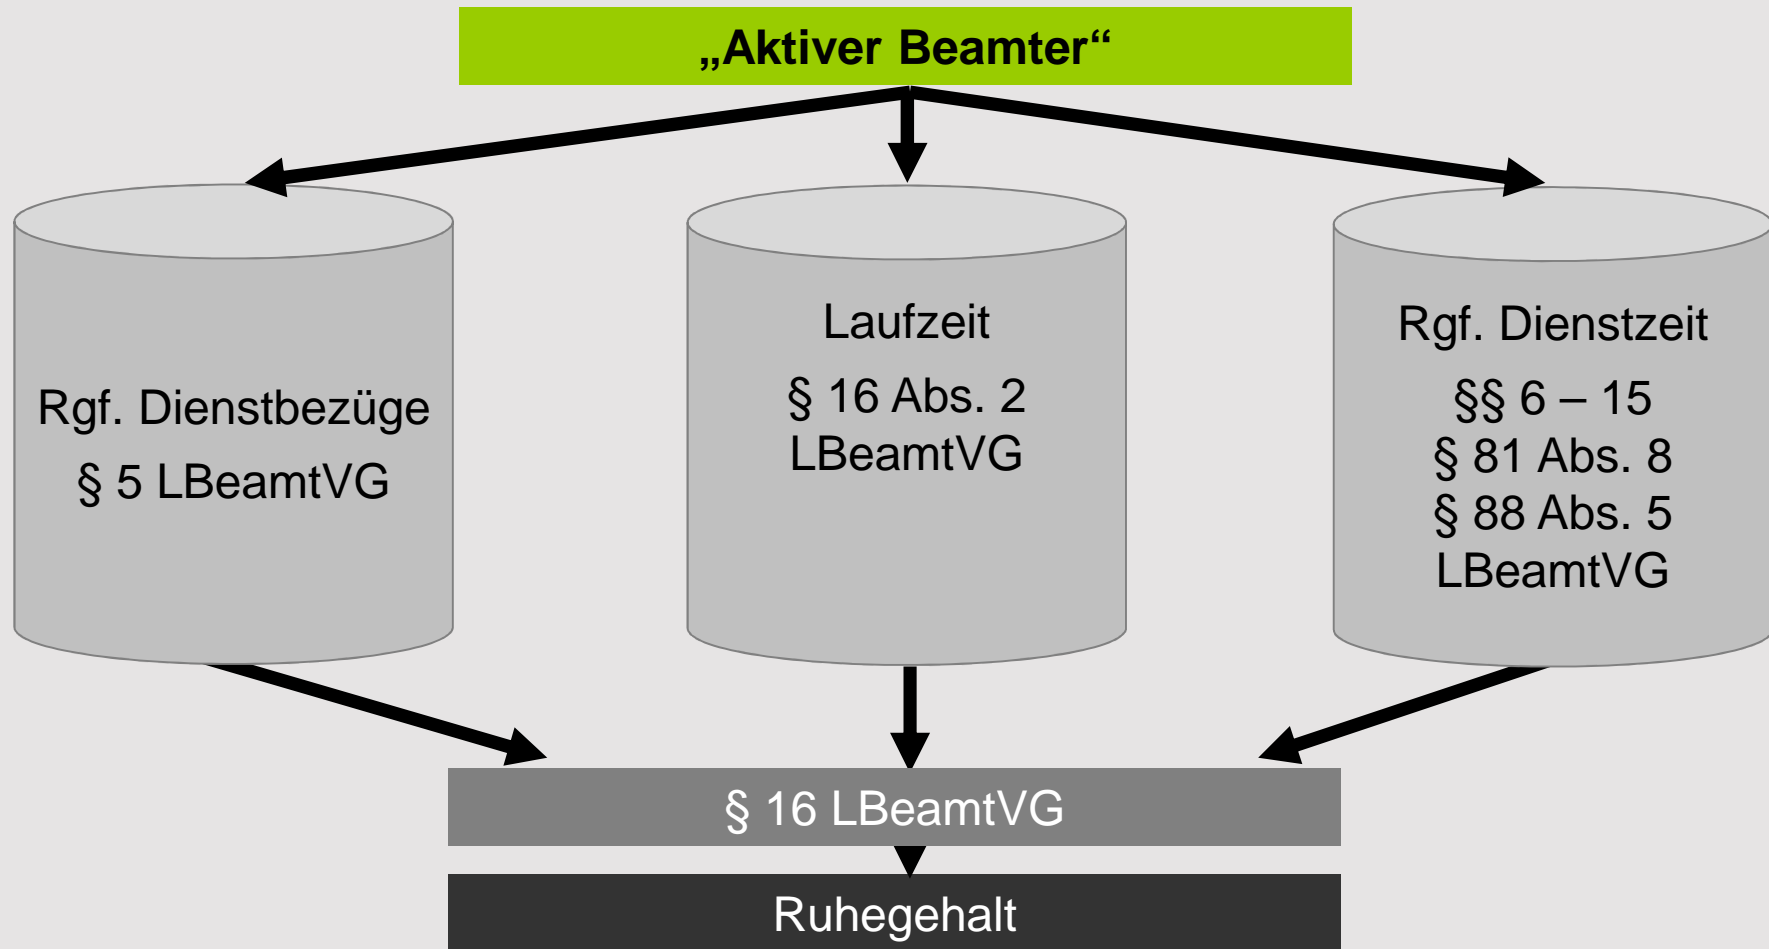 „Aktiver Beamter“
Rgf. Dienstbezüge
§ 5 LBeamtVG
Laufzeit
§ 16 Abs. 2
LBeamtVG
Rgf. Dienstzeit
§§ 6 – 15
§ 81 Abs. 8
§ 88 Abs. 5
LBeamtVG
§ 16 LBeamtVG
Ruhegehalt